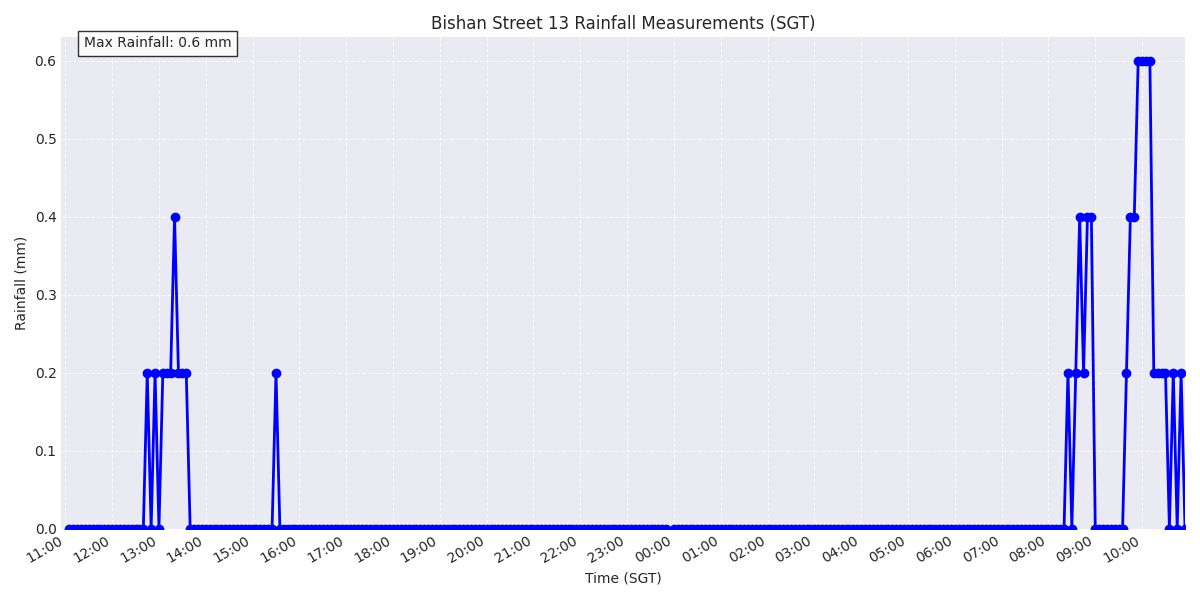 Bishan Street 13 Rainfall Measurements (SGT)
Max Rainfall: 0.6 mm
0.6
0.5
0.4
0.3
0.2
0.1
0.0
Rainfall (mm)
11:00 12:00 13:00 14:00 15:00 16:00 17:00 18:00 19:00 20:00 21:00 22:00 23:00 00:00 01:00 02:00 03:00 04:00 05:00 06:00 07:00 08:00 09:00 10:00
Time (SGT)